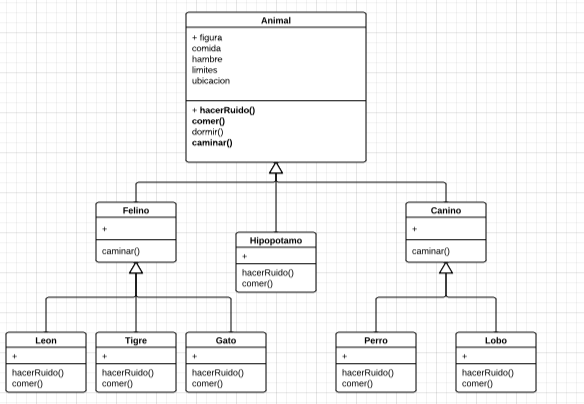 Animal
+ figura
comida
hambre
limites
ubicacion
+ hacerRuido()
comer()
dormir()
caminar()
Felino
+
caminar()
Hipopotamo
+
hacerRuido()
comer()
Canino
+
caminar()
Leon
+
hacerRuido()
comer()
Tigre
+
hacerRuido()
comer()
Gato
+
hacerRuido()
comer()
Perro
+
hacerRuido()
comer()
Lobo
+
hacerRuido()
comer()